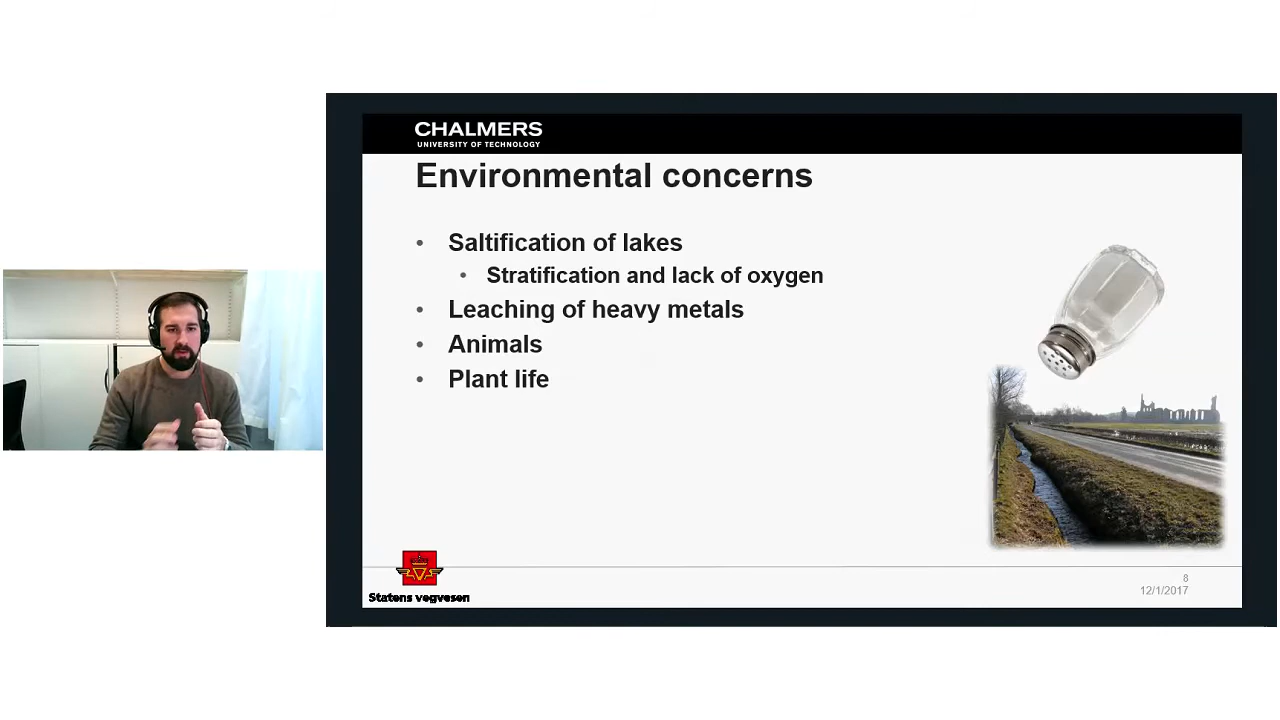 CHALMERS
UNIVERSITY OF TECHNOLOGY
Environmental concerns
• Saltification of lakes
• Stratification and lack of oxygen
• Leaching of heavy metals
• Animals
• Plant life
Statens vegvesen
8
12/1/2017